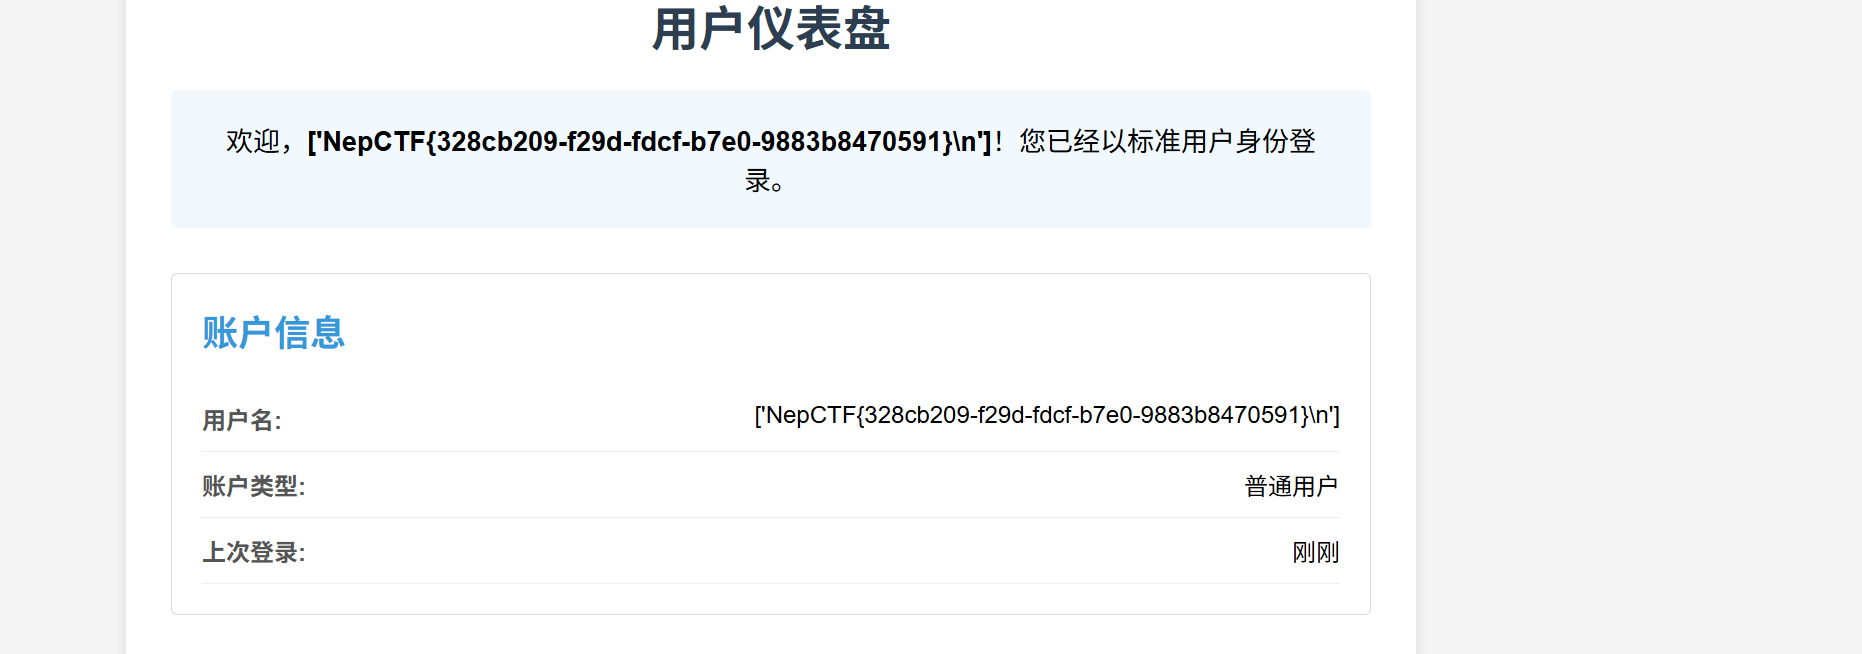 用户仪表盘
欢迎，['NepCTF{328cb209-f29d-fdcf-b7e0-9883b8470591}\n']！您已经以标准用户身份登
录。
账户信息
用户名: ['NepCTF{328cb209-f29d-fdcf-b7e0-9883b8470591}\n']
账户类型: 普通用户
上次登录: 刚刚